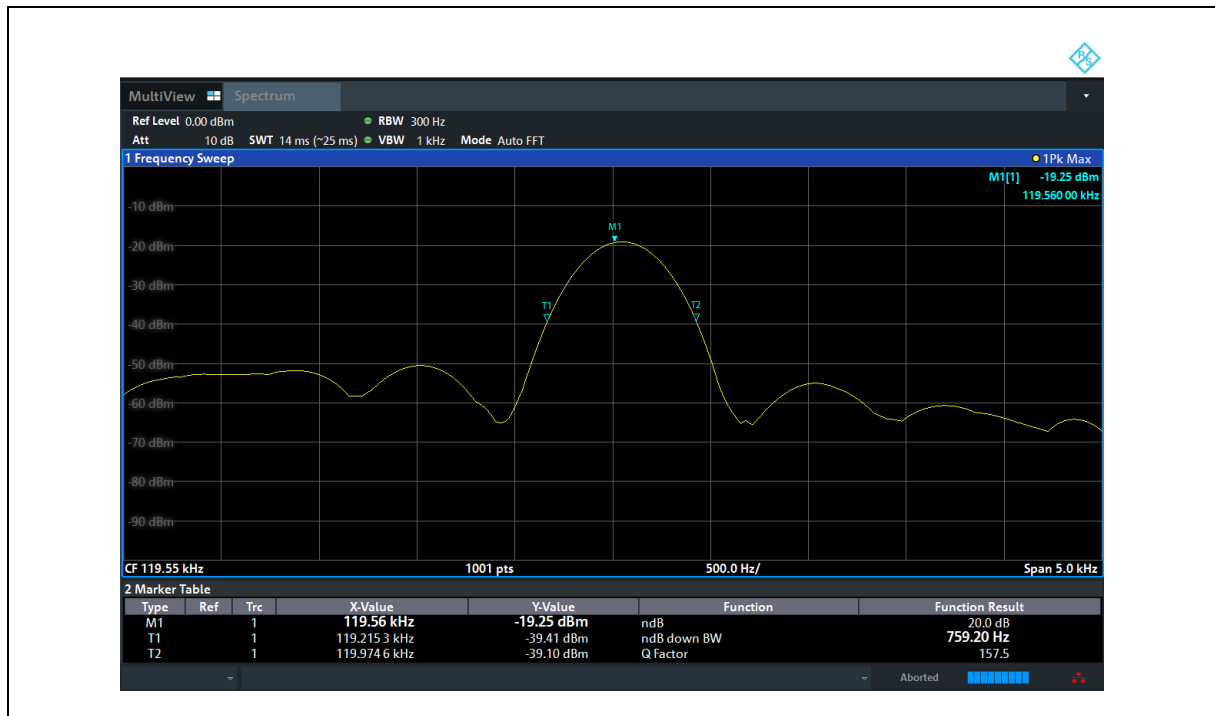 R&S
MultiView Spectrum
Ref Level 0.00 dBm RBW 300 Hz
Att 10 dB SWT 14 ms (~25 ms) VBW 1 kHz Mode Auto FFT
1 Frequency Sweep 1Pk Max
M1[1] -19.25 dBm
119.560 00 kHz
-10 dBm
M1
-20 dBm
-30 dBm
T1 T2
-40 dBm
-50 dBm
-60 dBm
-70 dBm
-80 dBm
-90 dBm
CF 119.55 kHz 1001 pts 500.0 Hz/ Span 5.0 kHz
2 Marker Table
Type Ref Trc X-Value Y-Value Function Function Result
M1 1 119.56 kHz -19.25 dBm ndB 20.0 dB
T1 1 119.215 3 kHz -39.41 dBm ndB down BW 759.20 Hz
T2 1 119.974 6 kHz -39.10 dBm Q Factor 157.5
Aborted